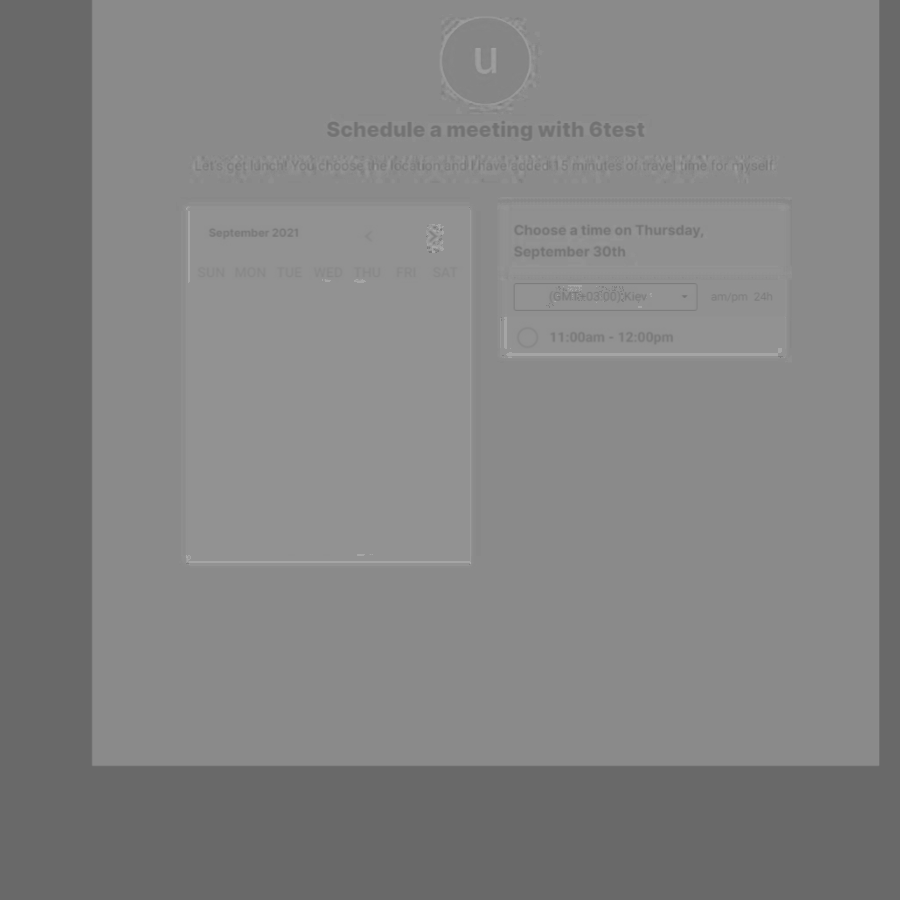 u
Schedule a meeting with 6test
Let's get lunch! You choose the location and I have added 15 minutes of travel time for myself.
September 2021
SUN MON TUE WED THU FRI SAT
Choose a time on Thursday,
September 30th
(GMT+03:00) Kiev
am/pm 24h
11:00am - 12:00pm